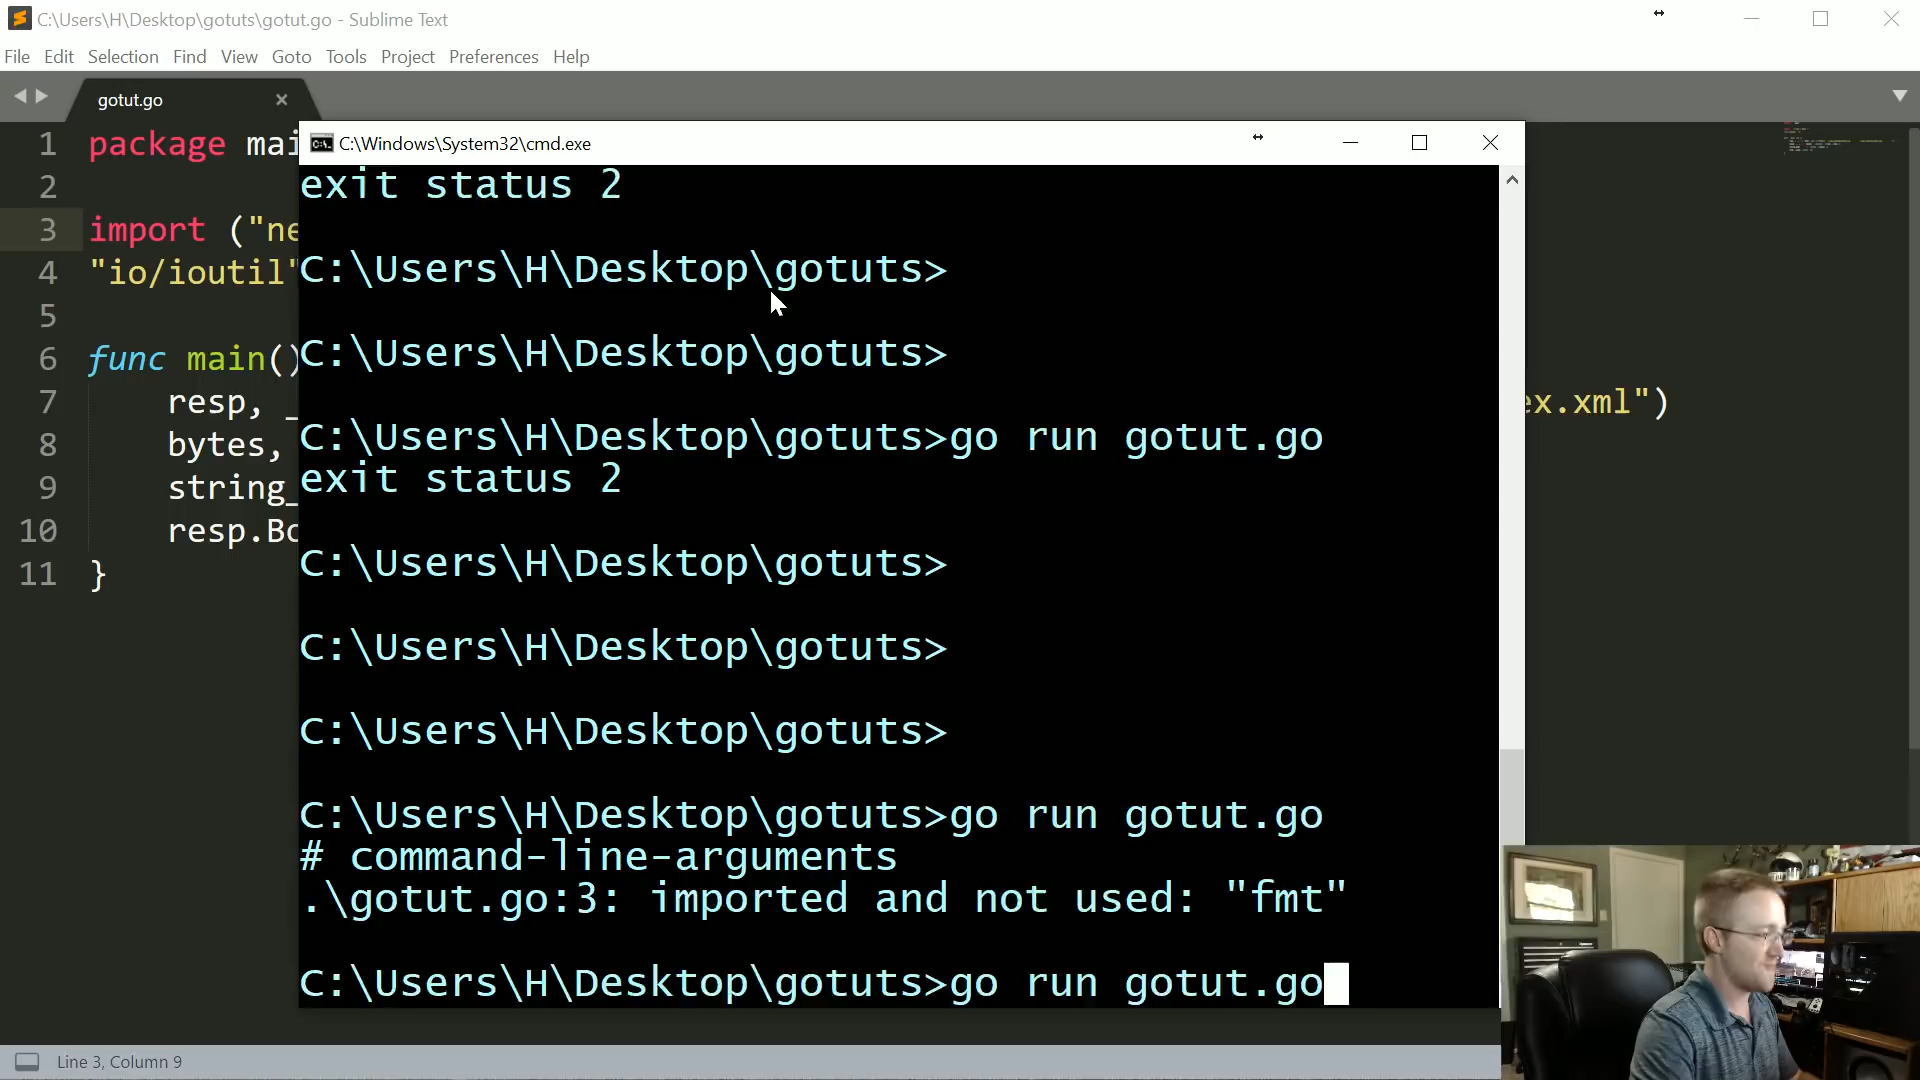 C:\Users\H\Desktop\gotuts\gotut.go - Sublime Text
File Edit Selection Find View Goto Tools Project Preferences Help
gotut.go
C:\Windows\System32\cmd.exe
1 package mai
2
3 import ("ne
4 "io/ioutil"
5
6 func main()
7 resp, _ ex.xml")
8 bytes,
9 string_
10 resp.Bo
11 }
exit status 2
C:\Users\H\Desktop\gotuts>
C:\Users\H\Desktop\gotuts>
C:\Users\H\Desktop\gotuts>go run gotut.go
exit status 2
C:\Users\H\Desktop\gotuts>
C:\Users\H\Desktop\gotuts>
C:\Users\H\Desktop\gotuts>
C:\Users\H\Desktop\gotuts>go run gotut.go
# command-line-arguments
.\gotut.go:3: imported and not used: "fmt"
C:\Users\H\Desktop\gotuts>go run gotut.go
Line 3, Column 9